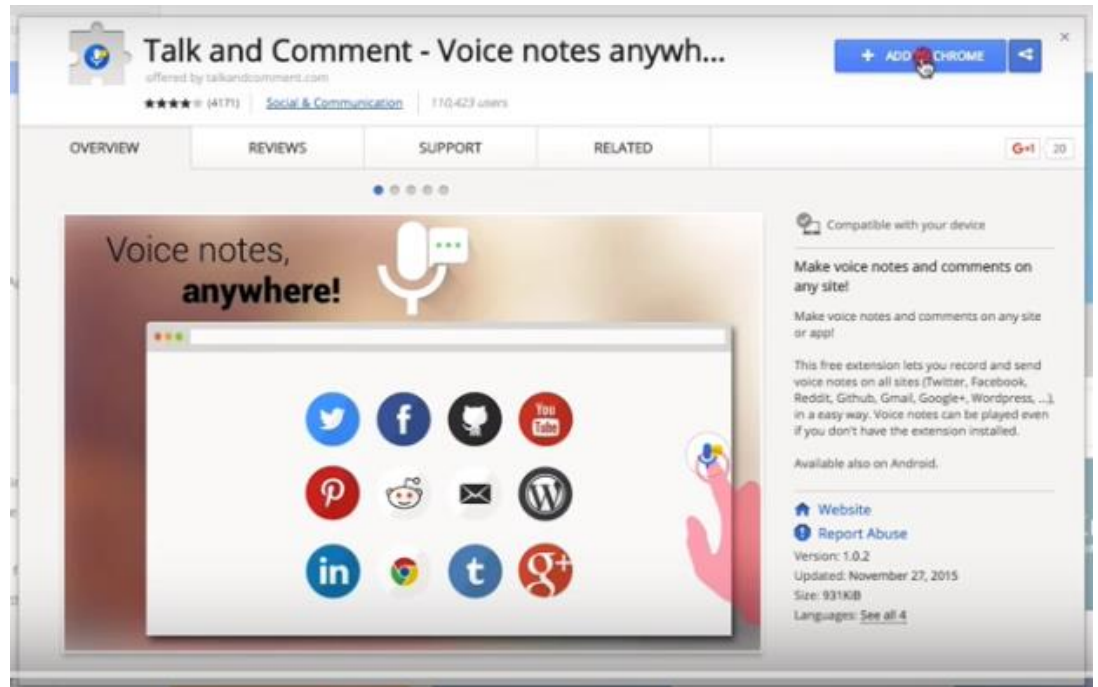 Talk and Comment - Voice notes anywh...
offered by talkandcomment.com
(4171) Social & Communication 110,423 users
+ ADD CHROME
OVERVIEW REVIEWS SUPPORT RELATED
G+1 20
Voice notes,
anywhere!
You
Tube
in
t
g+
Compatible with your device
Make voice notes and comments on
any site!
Make voice notes and comments on any site
or app!
This free extension lets you record and send
voice notes on all sites (Twitter, Facebook,
Reddit, Github, Gmail, Google+, Wordpress, ...),
in a easy way. Voice notes can be played even
if you don't have the extension installed.
Available also on Android.
Website
Report Abuse
Version: 1.0.2
Updated: November 27, 2015
Size: 931KiB
Languages: See all 4